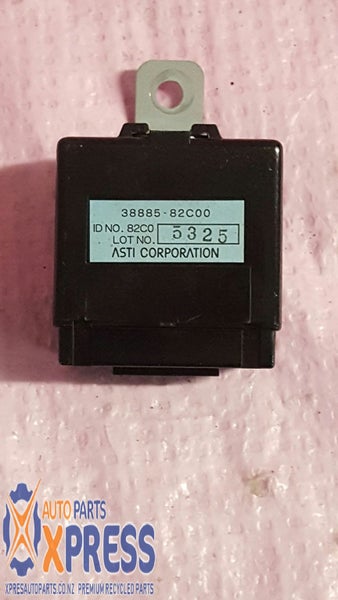 38885-82C00
ID NO. 82C0
LOT NO. 5325
ASTI CORPORATION
AUTO PARTS
XPRESS
XPRESAUTOPARTS.CO.NZ PREMIUM RECYCLED PARTS